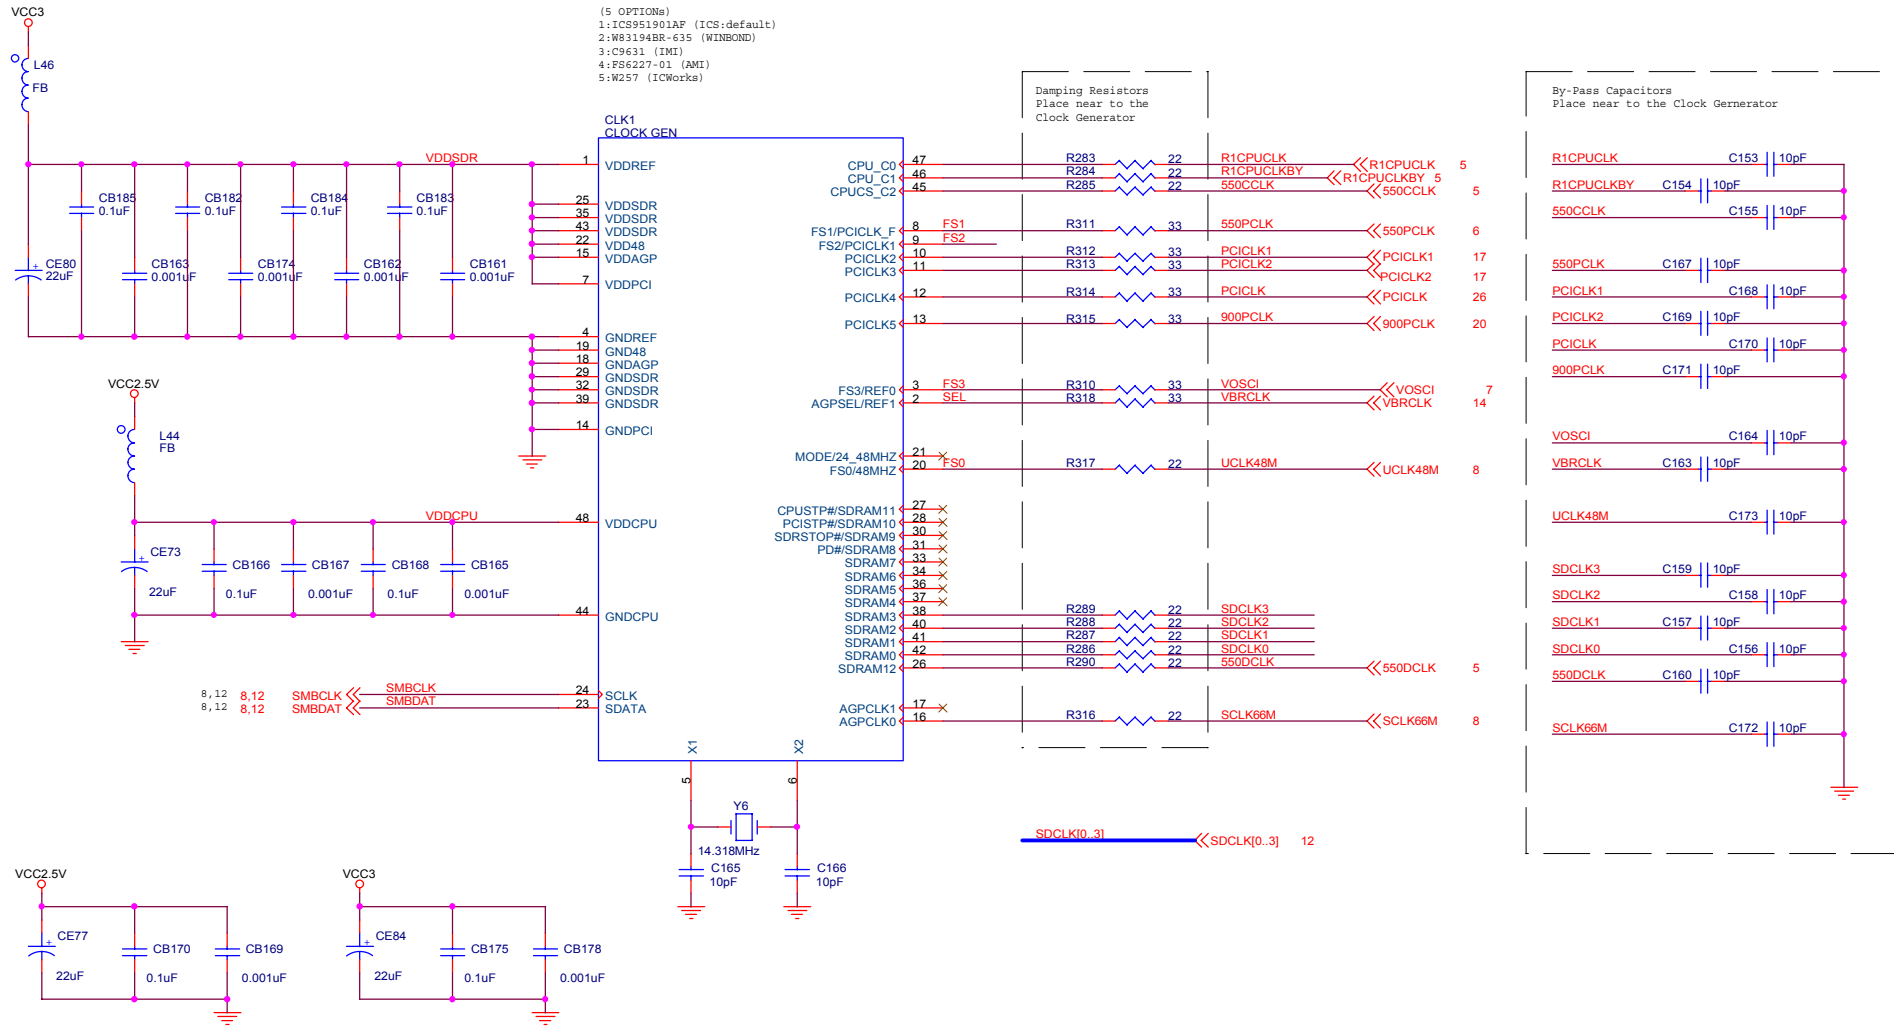 (5 OPTIONs)
1:ICS951901AF (ICS:default)
2:W83194BR-635 (WINBOND)
3:C9631 (IMI)
4:FS6227-01 (AMI)
5:W257 (ICWorks)
VCC3
L46
FB
VDDSDR
CB185
0.1uF
CB182
0.1uF
CB184
0.1uF
CB183
0.1uF
CE80
22uF
+
CB163
0.001uF
CB174
0.001uF
CB162
0.001uF
CB161
0.001uF
VCC2.5V
L44
FB
VDDCPU
CE73
+
22uF
CB166
0.1uF
CB167
0.001uF
CB168
0.1uF
CB165
0.001uF
8,12 8,12 SMBCLK SMBCLK
8,12 8,12 SMBDAT SMBDAT
CLK1
CLOCK GEN
1 VDDREF
25 VDDSDR
35 VDDSDR
43 VDDSDR
22 VDD48
15 VDDAGP
7 VDDPCI
4 GNDREF
19 GND48
18 GNDAGP
29 GNDSDR
32 GNDSDR
39 GNDSDR
14 GNDPCI
48 VDDCPU
44 GNDCPU
24 SCLK
23 SDATA
X1
X2
5
6
Y6
14.318MHz
C165
10pF
C166
10pF
Damping Resistors
Place near to the
Clock Generator
CPU_C0 47 R283 22 R1CPUCLK R1CPUCLK 5
CPU_C1 46 R284 22 R1CPUCLKBY R1CPUCLKBY 5
CPUCS_C2 45 R285 22 550CCLK 550CCLK 5
FS1/PCICLK_F 8 FS1 R311 33 550PCLK 550PCLK 6
FS2/PCICLK1 9 FS2
PCICLK2 10 R312 33 PCICLK1 PCICLK1 17
PCICLK3 11 R313 33 PCICLK2 PCICLK2 17
PCICLK4 12 R314 33 PCICLK PCICLK 26
PCICLK5 13 R315 33 900PCLK 900PCLK 20
FS3/REF0 3 FS3 R310 33 VOSCI VOSCI 7
AGPSEL/REF1 2 SEL R318 33 VBRCLK VBRCLK 14
MODE/24_48MHZ 21
FS0/48MHZ 20 FS0 R317 22 UCLK48M UCLK48M 8
CPUSTP#/SDRAM11 27
PCISTP#/SDRAM10 28
SDRSTOP#/SDRAM9 30
PD#/SDRAM8 31
SDRAM7 33
SDRAM6 34
SDRAM5 36
SDRAM4 37
SDRAM3 38 R289 22 SDCLK3
SDRAM2 40 R288 22 SDCLK2
SDRAM1 41 R287 22 SDCLK1
SDRAM0 42 R286 22 SDCLK0
SDRAM12 26 R290 22 550DCLK 550DCLK 5
AGPCLK1 17
AGPCLK0 16 R316 22 SCLK66M SCLK66M 8
SDCLK[0..3] SDCLK[0..3] 12
By-Pass Capacitors
Place near to the Clock Gernerator
R1CPUCLK C153 10pF
R1CPUCLKBY C154 10pF
550CCLK C155 10pF
550PCLK C167 10pF
PCICLK1 C168 10pF
PCICLK2 C169 10pF
PCICLK C170 10pF
900PCLK C171 10pF
VOSCI C164 10pF
VBRCLK C163 10pF
UCLK48M C173 10pF
SDCLK3 C159 10pF
SDCLK2 C158 10pF
SDCLK1 C157 10pF
SDCLK0 C156 10pF
550DCLK C160 10pF
SCLK66M C172 10pF
VCC2.5V
CE77
+
22uF
CB170
0.1uF
CB169
0.001uF
VCC3
CE84
+
22uF
CB175
0.1uF
CB178
0.001uF